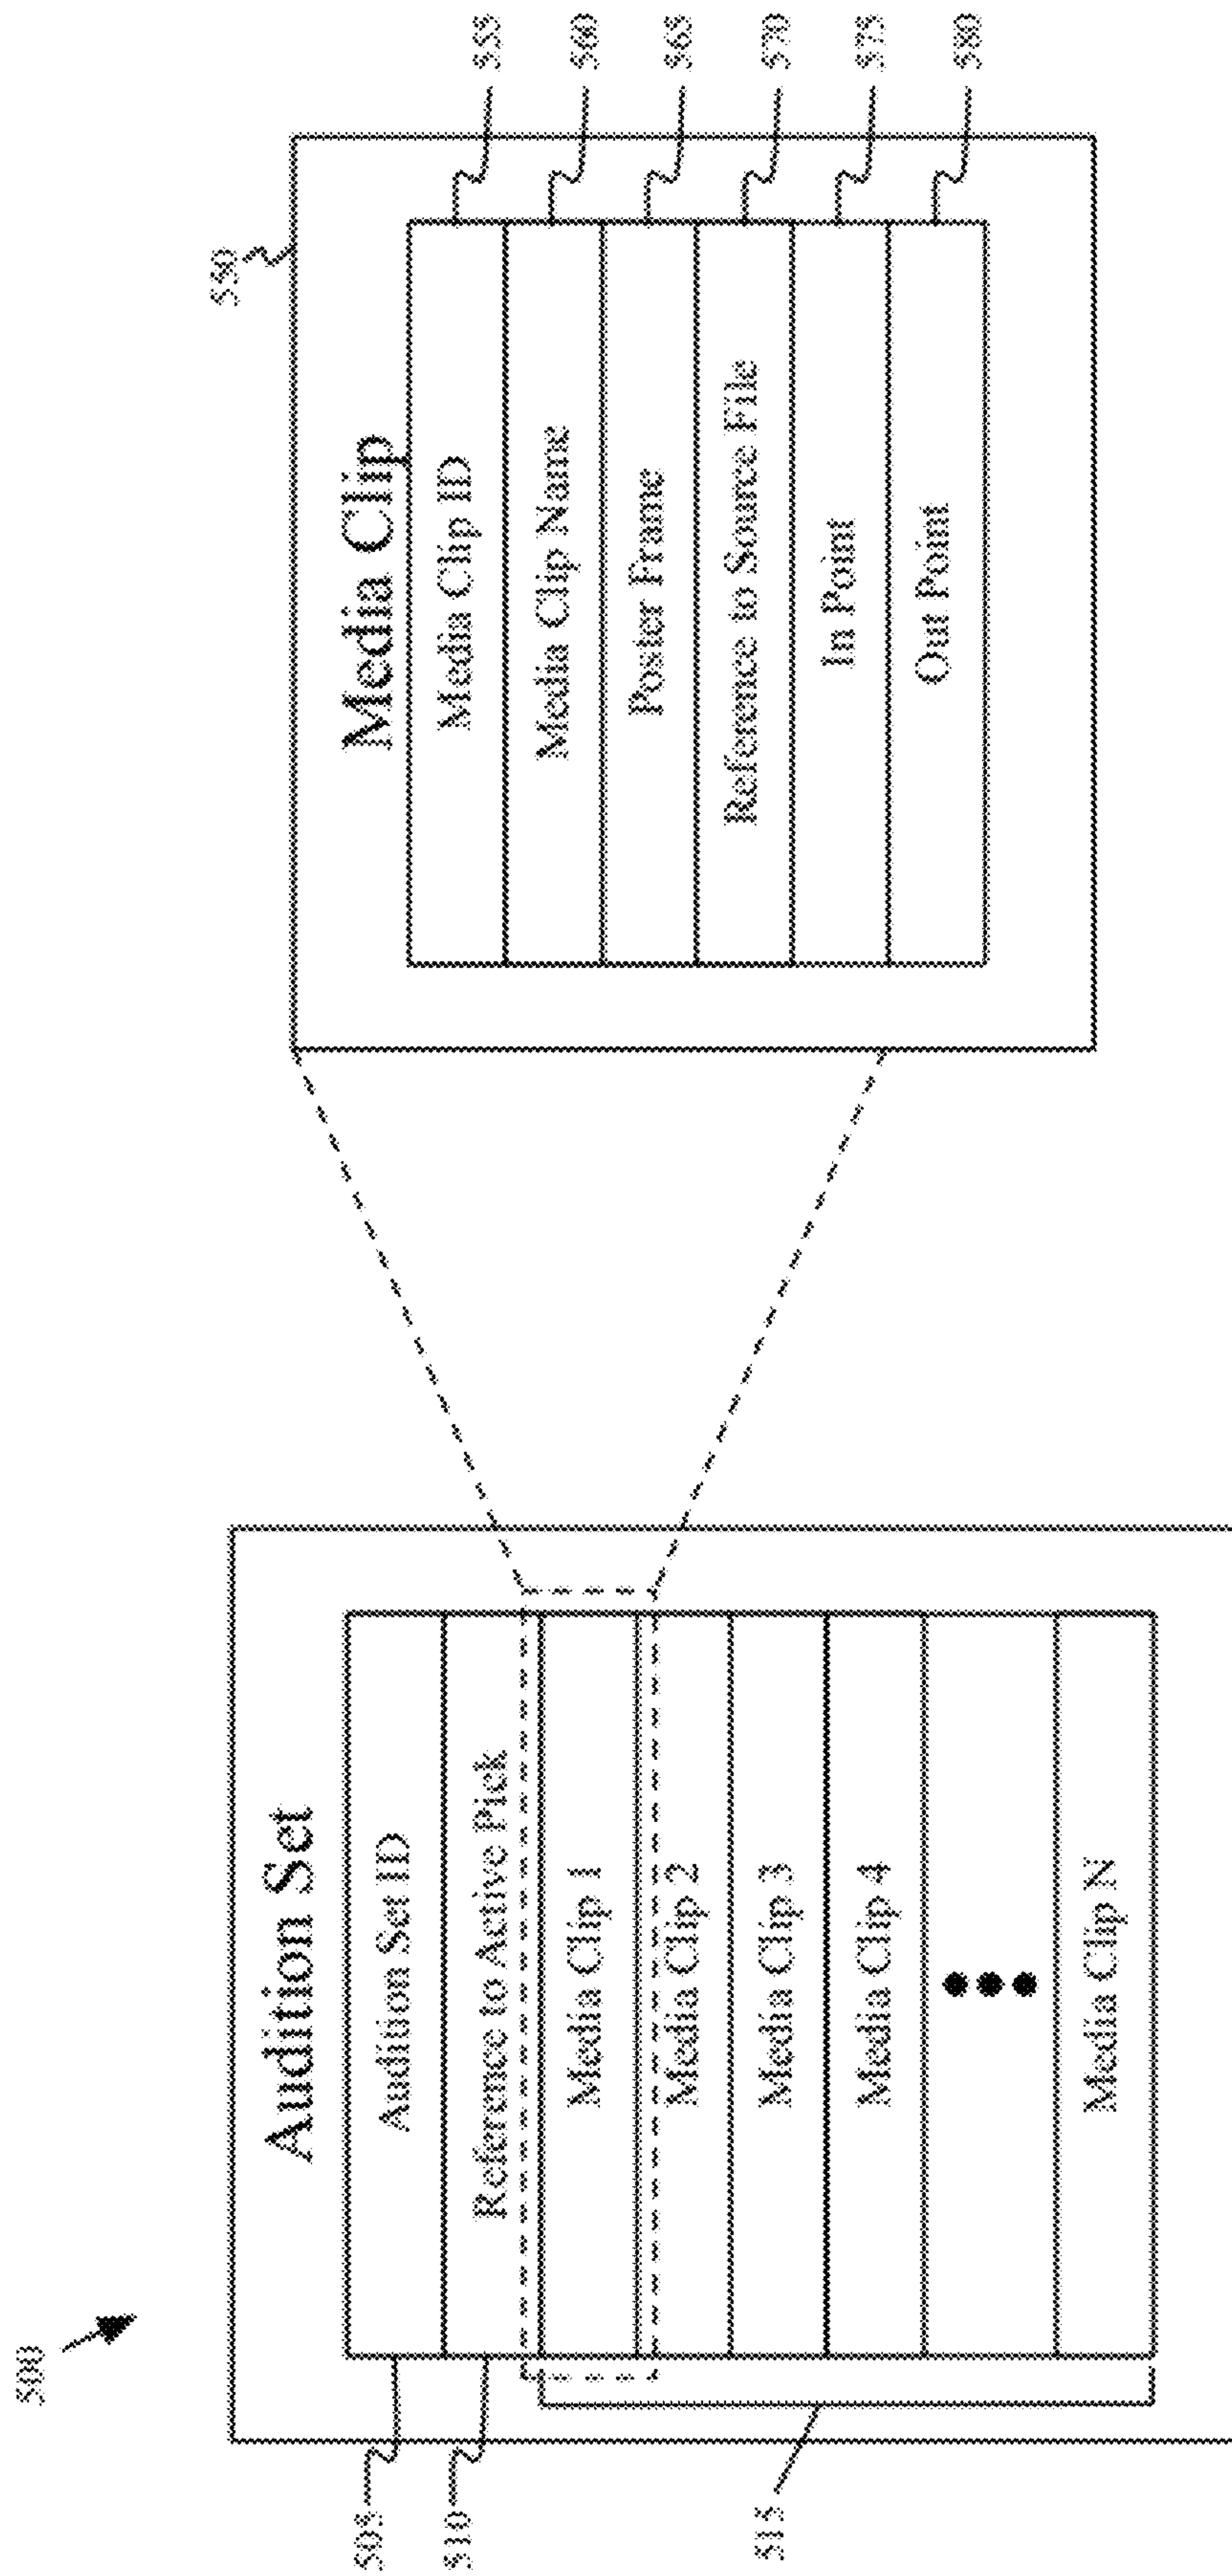 500
Audition Set
505
Audition Set ID
510
Reference to Active Pick
515
Media Clip 1
Media Clip 2
Media Clip 3
Media Clip 4
Media Clip N
550
Media Clip
Media Clip ID
555
Media Clip Name
560
Poster Frame
565
Reference to Source File
570
In Point
575
Out Point
580